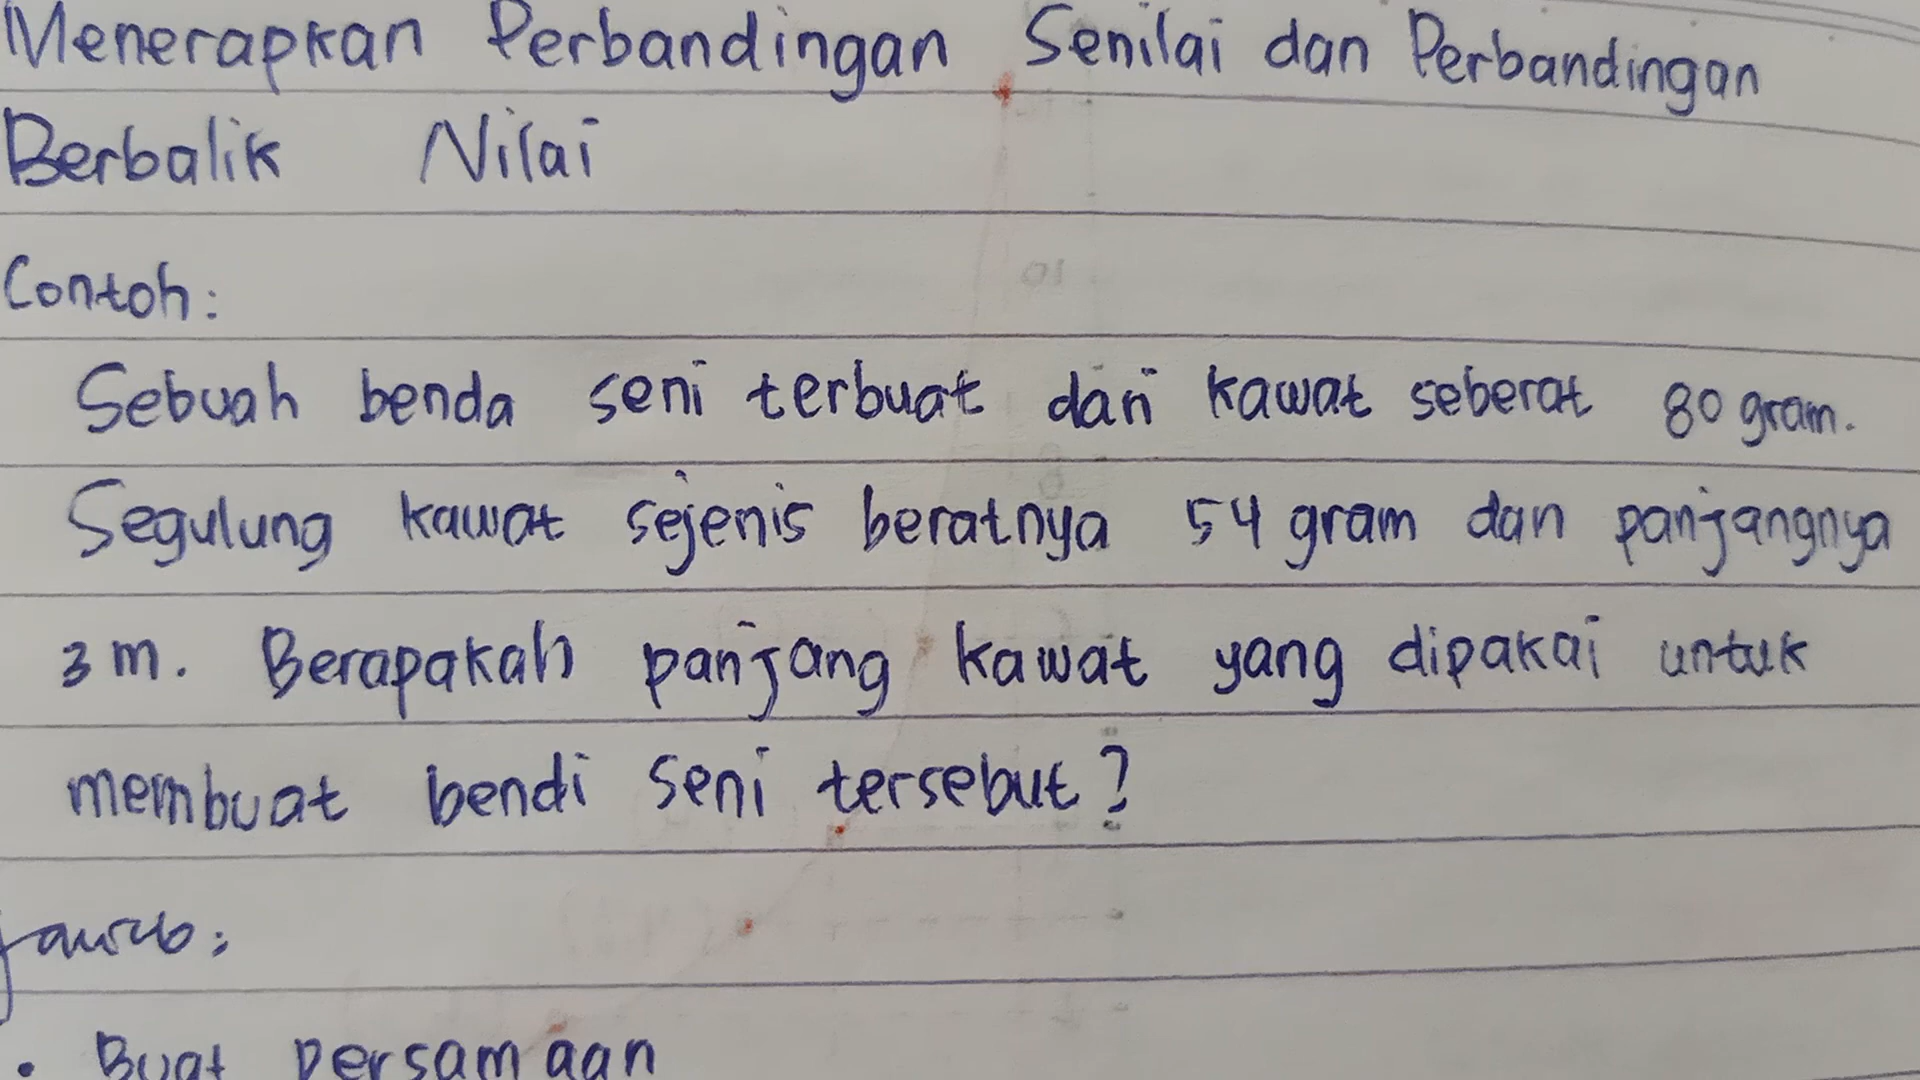 Menerapkan Perbandingan Senilai dan Perbandingan
Berbalik Nilai
Contoh:
Sebuah benda seni terbuat dari kawat seberat 80 gram.
Segulung kawat sejenis beratnya 54 gram dan panjangnya
3 m. Berapakah panjang kawat yang dipakai untuk
membuat bendi seni tersebut?
Jawab:
• Buat persamaan